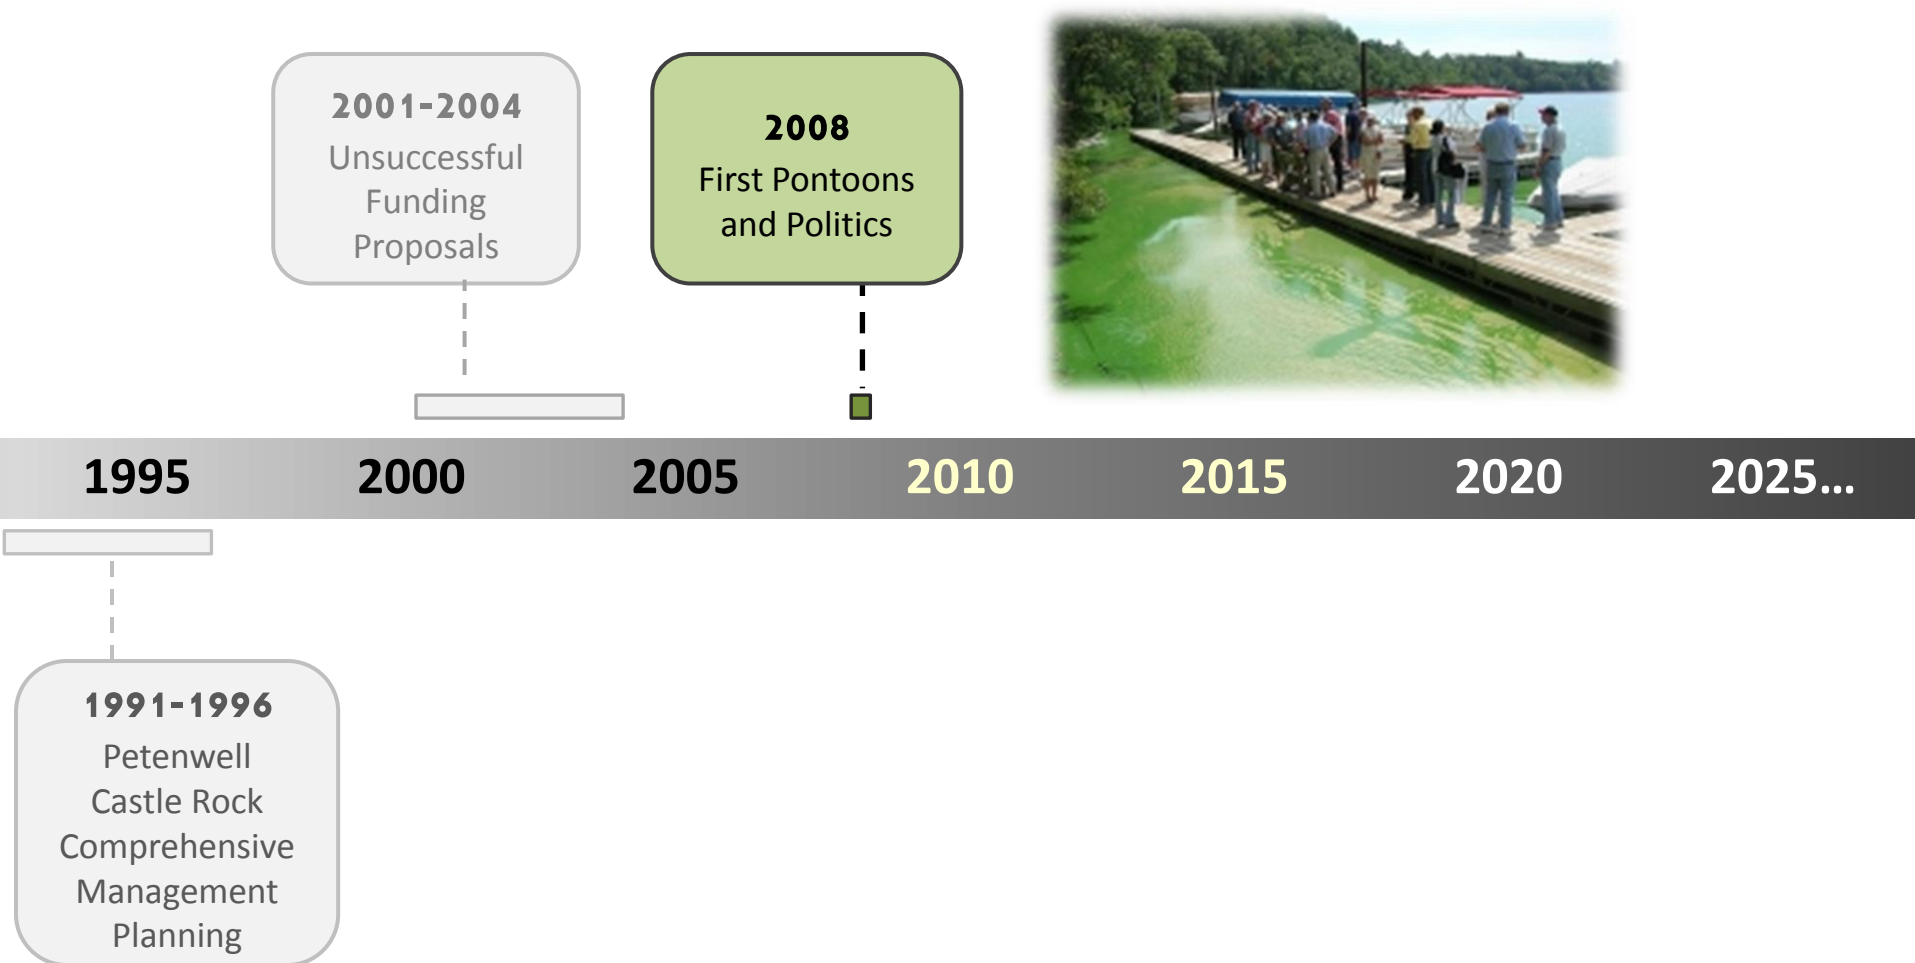 2001-2004
Unsuccessful
Funding
Proposals
2008
First Pontoons
and Politics
1995 2000 2005 2010 2015 2020 2025...
1991-1996
Petenwell
Castle Rock
Comprehensive
Management
Planning